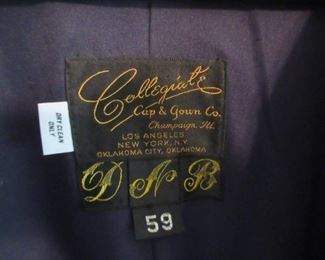 Collegiate
Cap & Gown Co.
Champaign, Ill.
LOS ANGELES
NEW YORK, N.Y.
OKLAHOMA CITY, OKLAHOMA
DRY CLEAN
ONLY
D N B
59